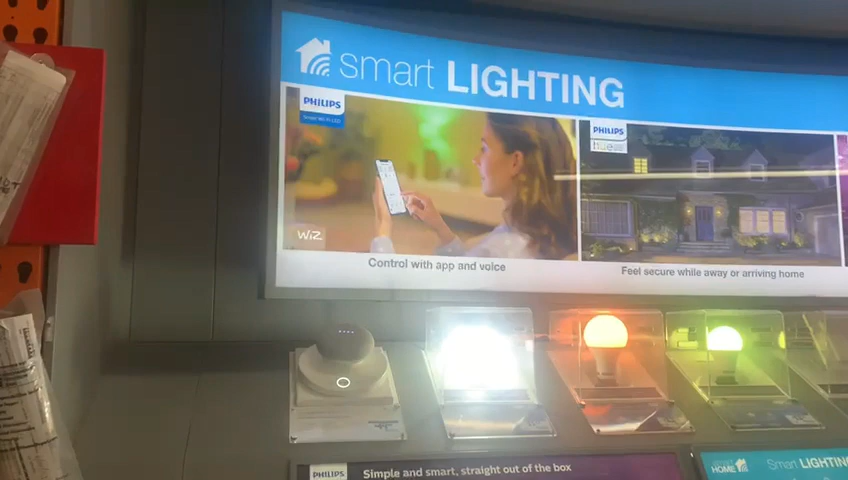 smart LIGHTING
PHILIPS
PHILIPS
hue
WiZ
Control with app and voice
Feel secure while away or arriving home
PHILIPS
Simple and smart, straight out of the box
HOME
Smart LIGHTING